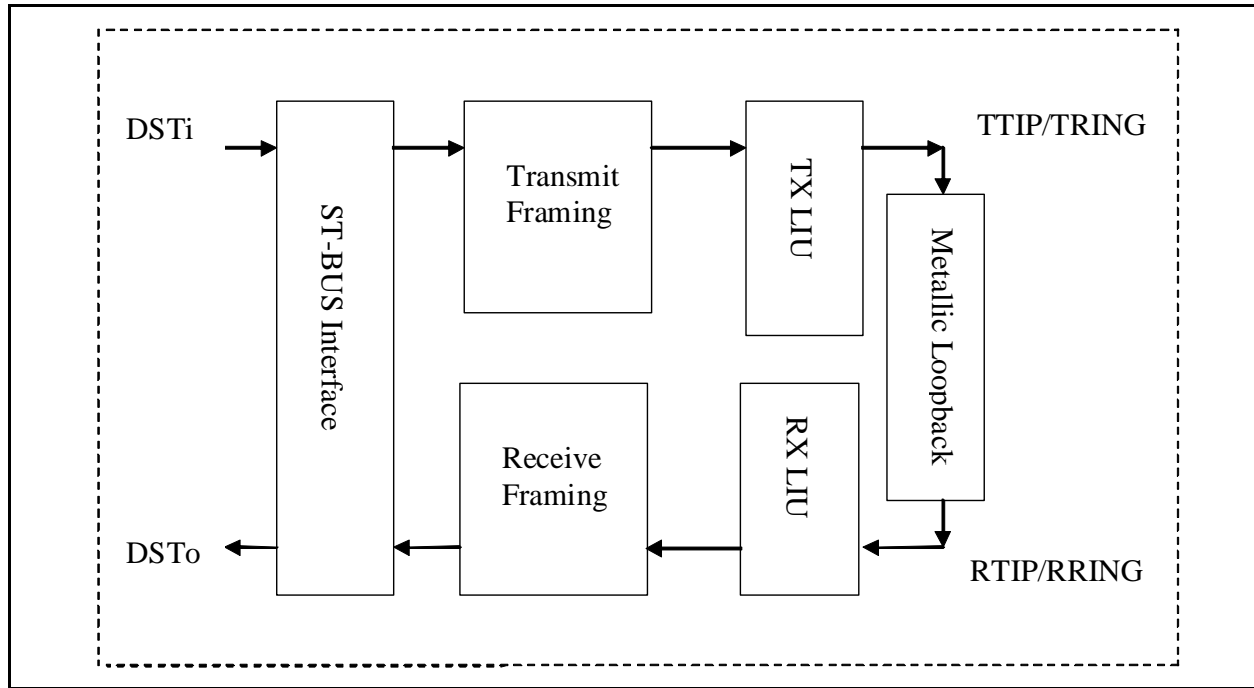 DSTi
ST-BUS Interface
Transmit
Framing
TX LIU
TTIP/TRING
Metallic Loopback
Receive
Framing
RX LIU
DSTo
RTIP/RRING